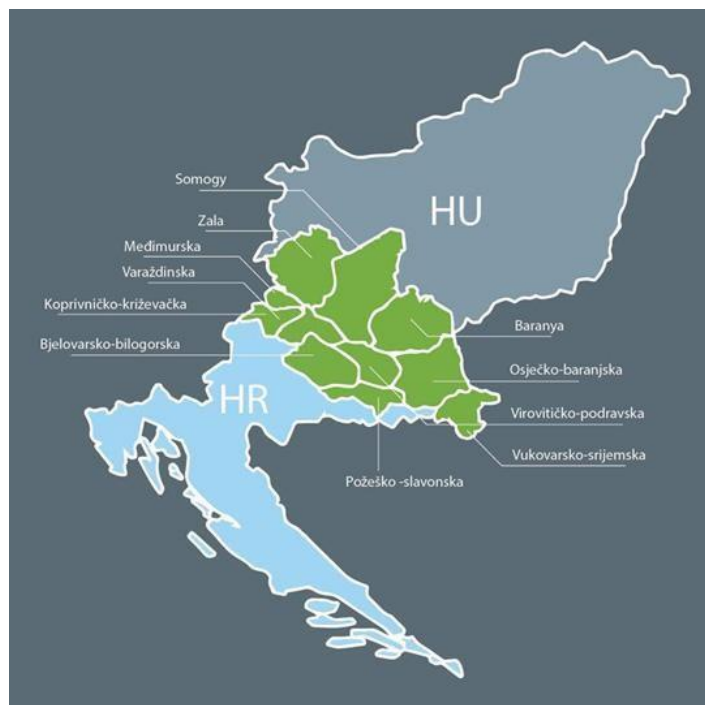 Somogy
HU
Zala
Međimurska
Varaždinska
Koprivničko-križevačka
Baranya
Bjelovarsko-bilogorska
Osječko-baranjska
HR
Virovitičko-podravska
Vukovarsko-srijemska
Požeško -slavonska